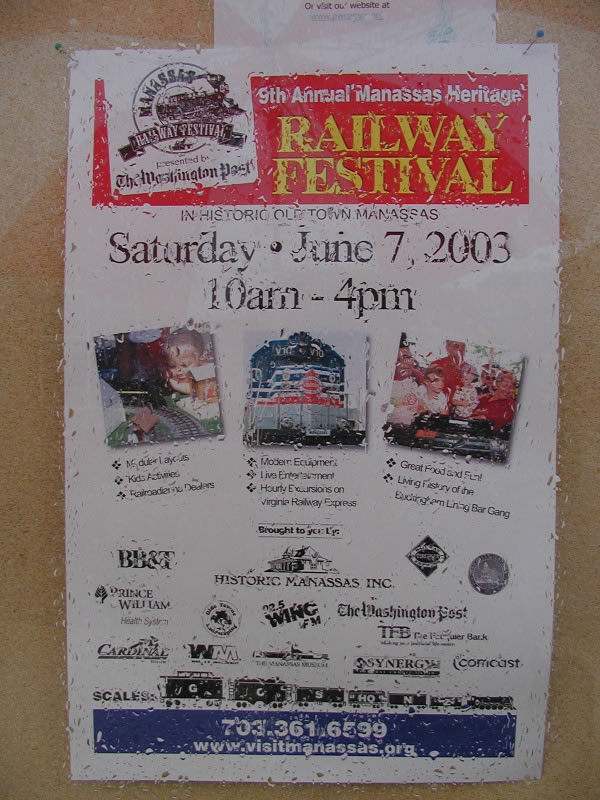 Or visit our website at
MANASSAS
RAILWAY FESTIVAL
presented by
The Washington Post
9th Annual Manassas Heritage
RAILWAY
FESTIVAL
IN HISTORIC OLD TOWN MANASSAS
Saturday • June 7, 2003
10am - 4pm
V10 V10
❖ Modular Layouts
❖ Kids Activities
❖ Railroadiana Dealers
❖ Modern Equipment
❖ Live Entertainment
❖ Hourly Excursions on
Virginia Railway Express
❖ Great Food and Fun!
❖ Living History of the
Buckingham Lining Bar Gang
Brought to you by:
BB&T
HISTORIC MANASSAS INC.
PRINCE
WILLIAM
Health System
92.5
WINC
.FM
The Washington Post
TFB The Fauquier Bank
CARDINAL
WM
THE MANASSAS MUSEUM
SYNERGY
comcast
SCALES: G O S HO N Z
703.361.6599
www.visitmanassas.org